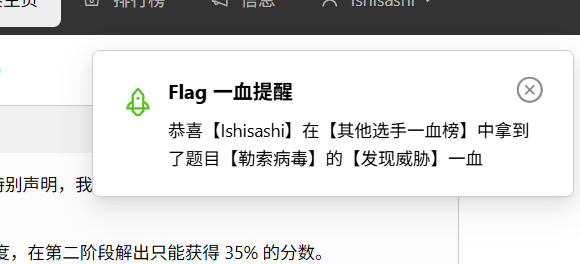 主页 排行榜 信息 Ishisashi
Flag 一血提醒
恭喜【Ishisashi】在【其他选手一血榜】中拿到
了题目【勒索病毒】的【发现威胁】一血
特别声明，我
度，在第二阶段解出只能获得 35% 的分数。